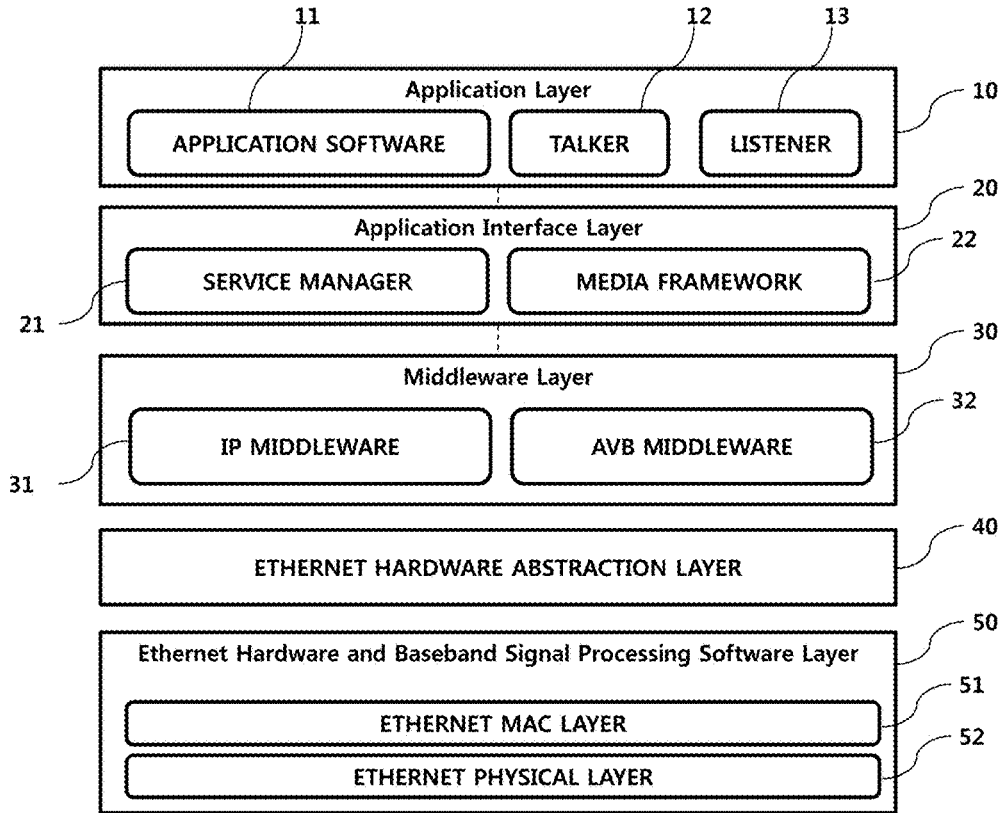 11
12
13
Application Layer
10
APPLICATION SOFTWARE
TALKER
LISTENER
20
Application Interface Layer
22
SERVICE MANAGER
MEDIA FRAMEWORK
21
30
Middleware Layer
32
IP MIDDLEWARE
AVB MIDDLEWARE
31
40
ETHERNET HARDWARE ABSTRACTION LAYER
50
Ethernet Hardware and Baseband Signal Processing Software Layer
51
ETHERNET MAC LAYER
52
ETHERNET PHYSICAL LAYER